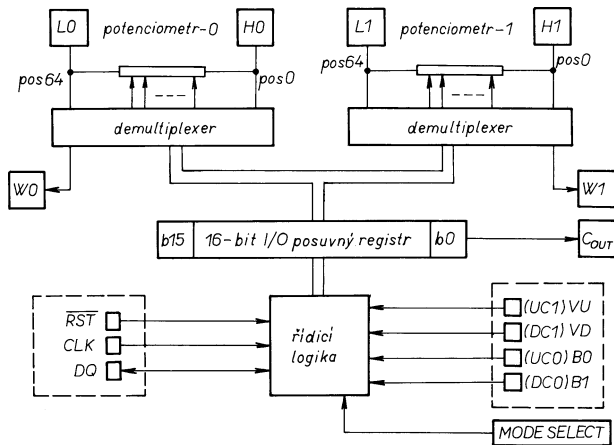 L0 potenciometr-0 H0 L1 potenciometr-1 H1
pos64 pos0 pos64 pos0
demultiplexer demultiplexer
W0 W1
b15 16-bit I/O posuvný registr b0 COUT
RST (UC1) VU
CLK řídicí (DC1) VD
DQ logika (UC0) B0
(DC0) B1
MODE SELECT